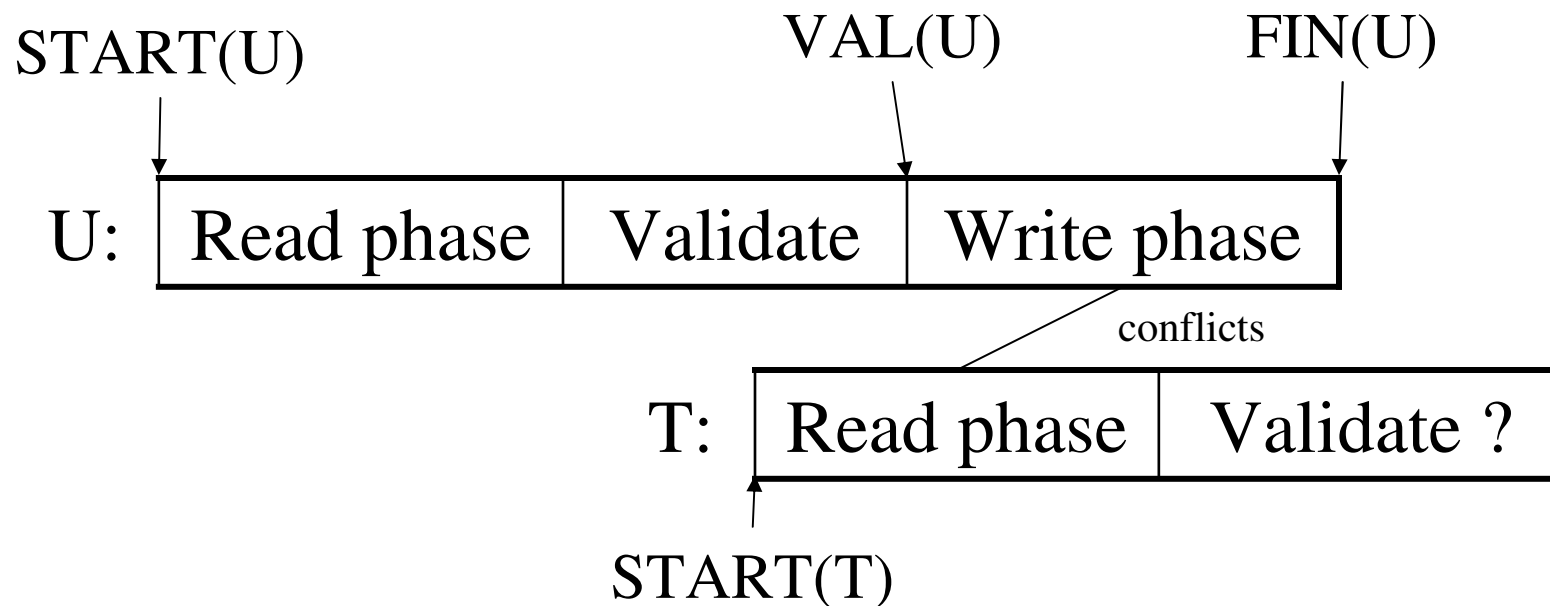 START(U)
VAL(U)
FIN(U)
U:
Read phase
Validate
Write phase
conflicts
T:
Read phase
Validate ?
START(T)